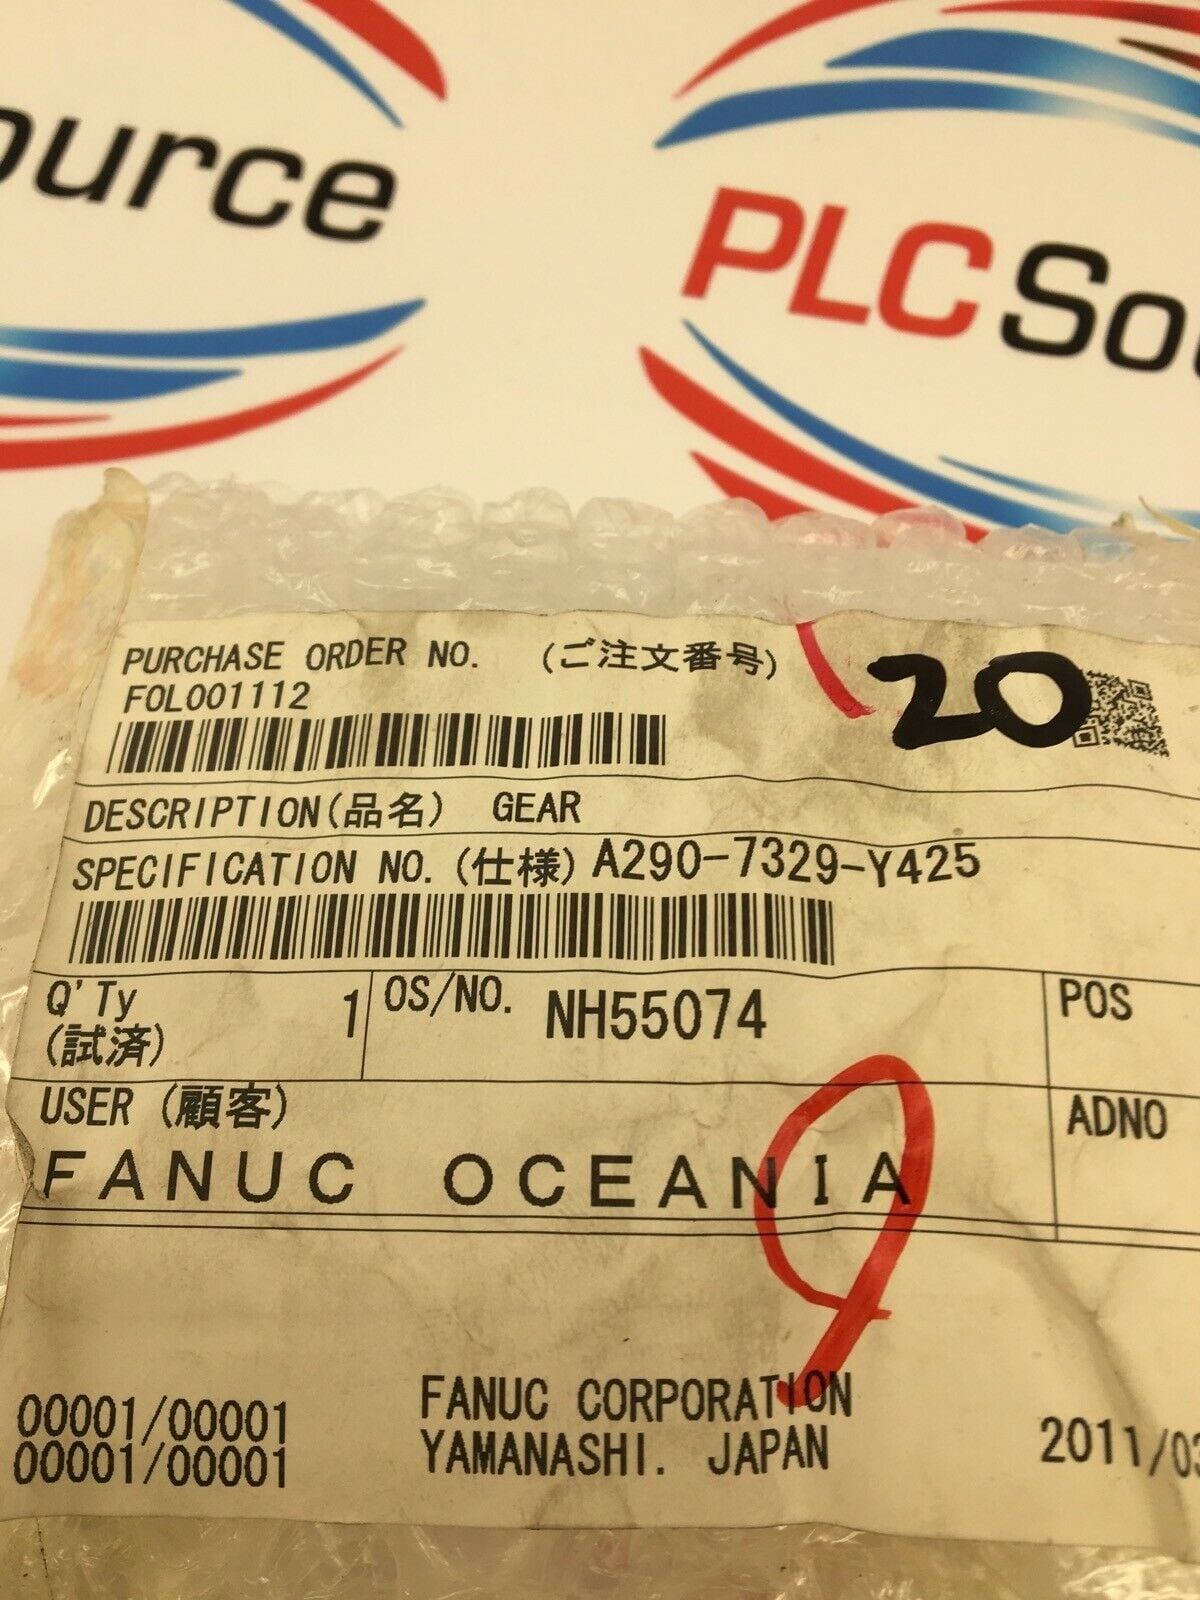 ource
PLC Sou
PURCHASE ORDER NO. (ご注文番号)
FOL001112
20
DESCRIPTION(品名) GEAR
SPECIFICATION NO.(仕様) A290-7329-Y425
Q'Ty 1 OS/NO. NH55074 POS
(試済)
USER (顧客) ADNO
FANUC OCEANIA
9
00001/00001 FANUC CORPORATION
00001/00001 YAMANASHI. JAPAN 2011/03